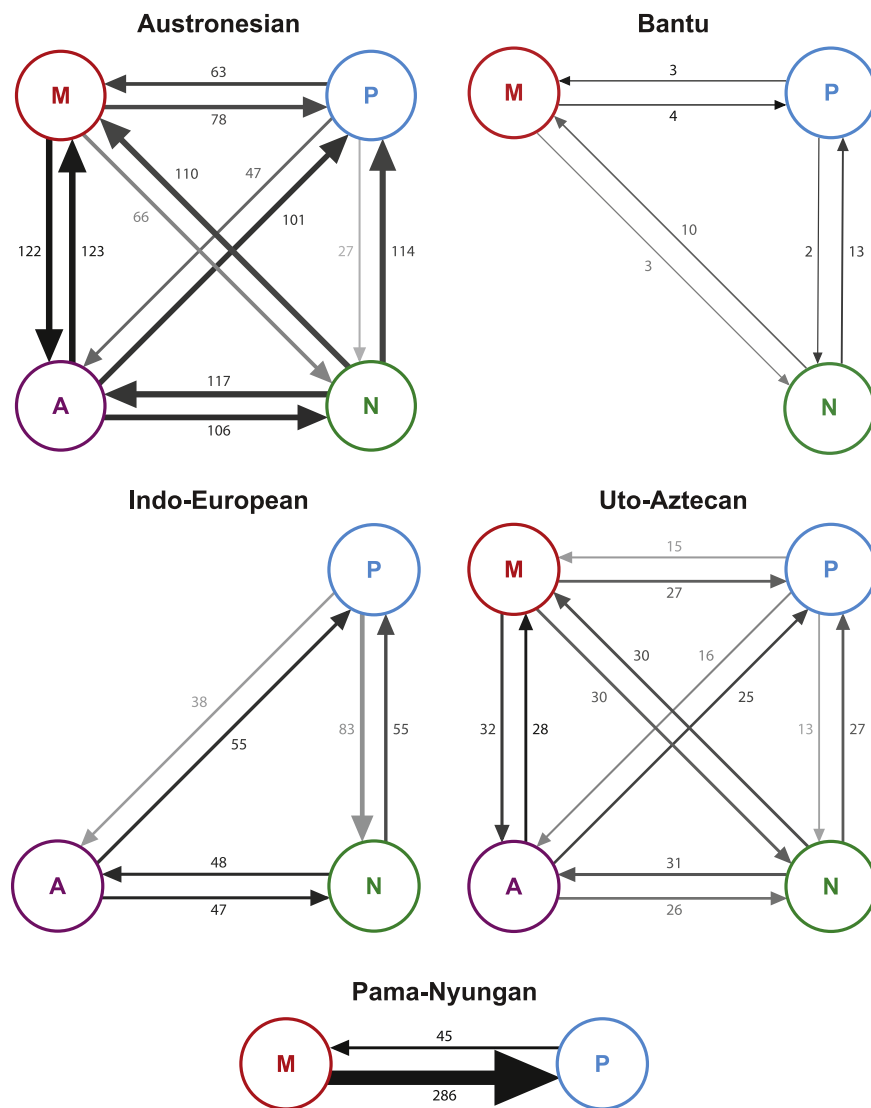 Austronesian
Bantu
M
63
P
78
110
47
66
101
122
123
27
114
A
117
N
106
M
3
P
4
10
3
2
13
N
Indo-European
Uto-Aztecan
P
38
55
83
55
A
48
N
47
M
15
P
27
30
16
30
25
32
28
13
27
A
31
N
26
Pama-Nyungan
M
45
P
286